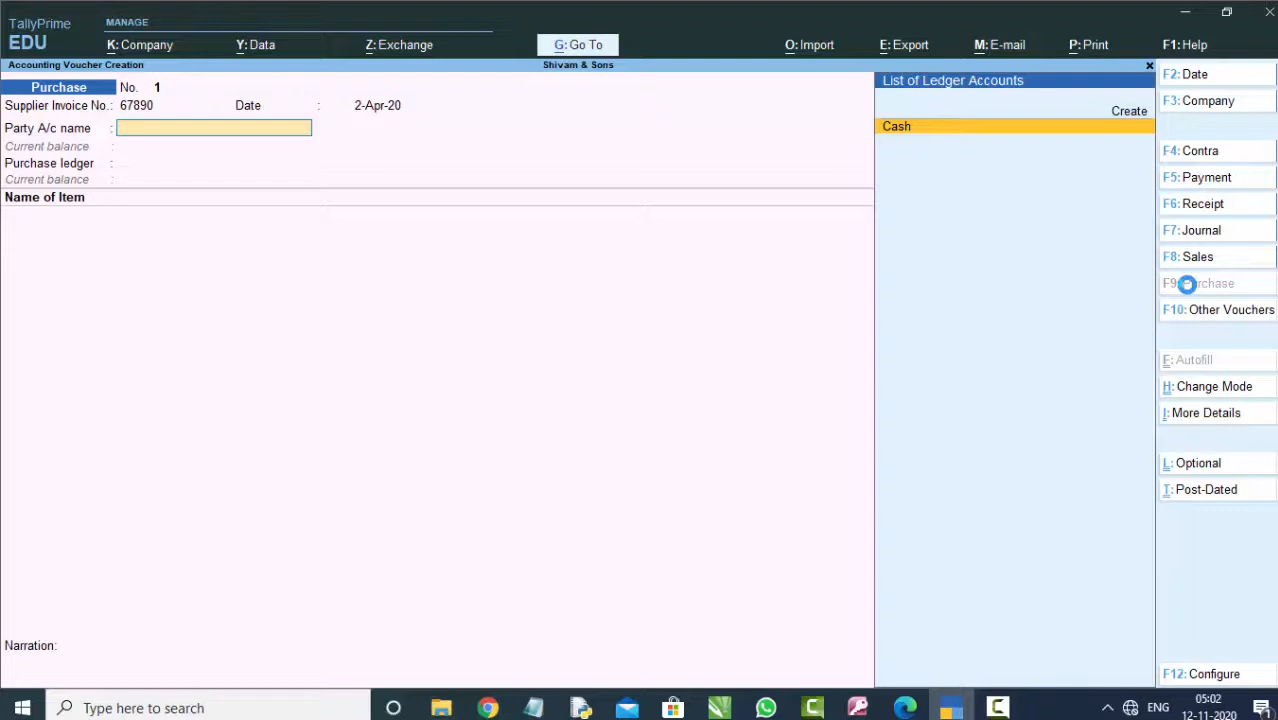 TallyPrime
EDU
MANAGE
K: Company
Y: Data
Z: Exchange
G: Go To
O: Import
E: Export
M: E-mail
P: Print
F1: Help
Accounting Voucher Creation
Shivam & Sons
×
Purchase No. 1
Supplier Invoice No.: 67890 Date : 2-Apr-20
Party A/c name :
Current balance :
Purchase ledger :
Current balance :
Name of Item
Narration:
List of Ledger Accounts
Create
Cash
F2: Date
F3: Company
F4: Contra
F5: Payment
F6: Receipt
F7: Journal
F8: Sales
F9: Purchase
F10: Other Vouchers
F: Autofill
H: Change Mode
I: More Details
L: Optional
T: Post-Dated
F12: Configure
Type here to search
ENG
05:02
12-11-2020